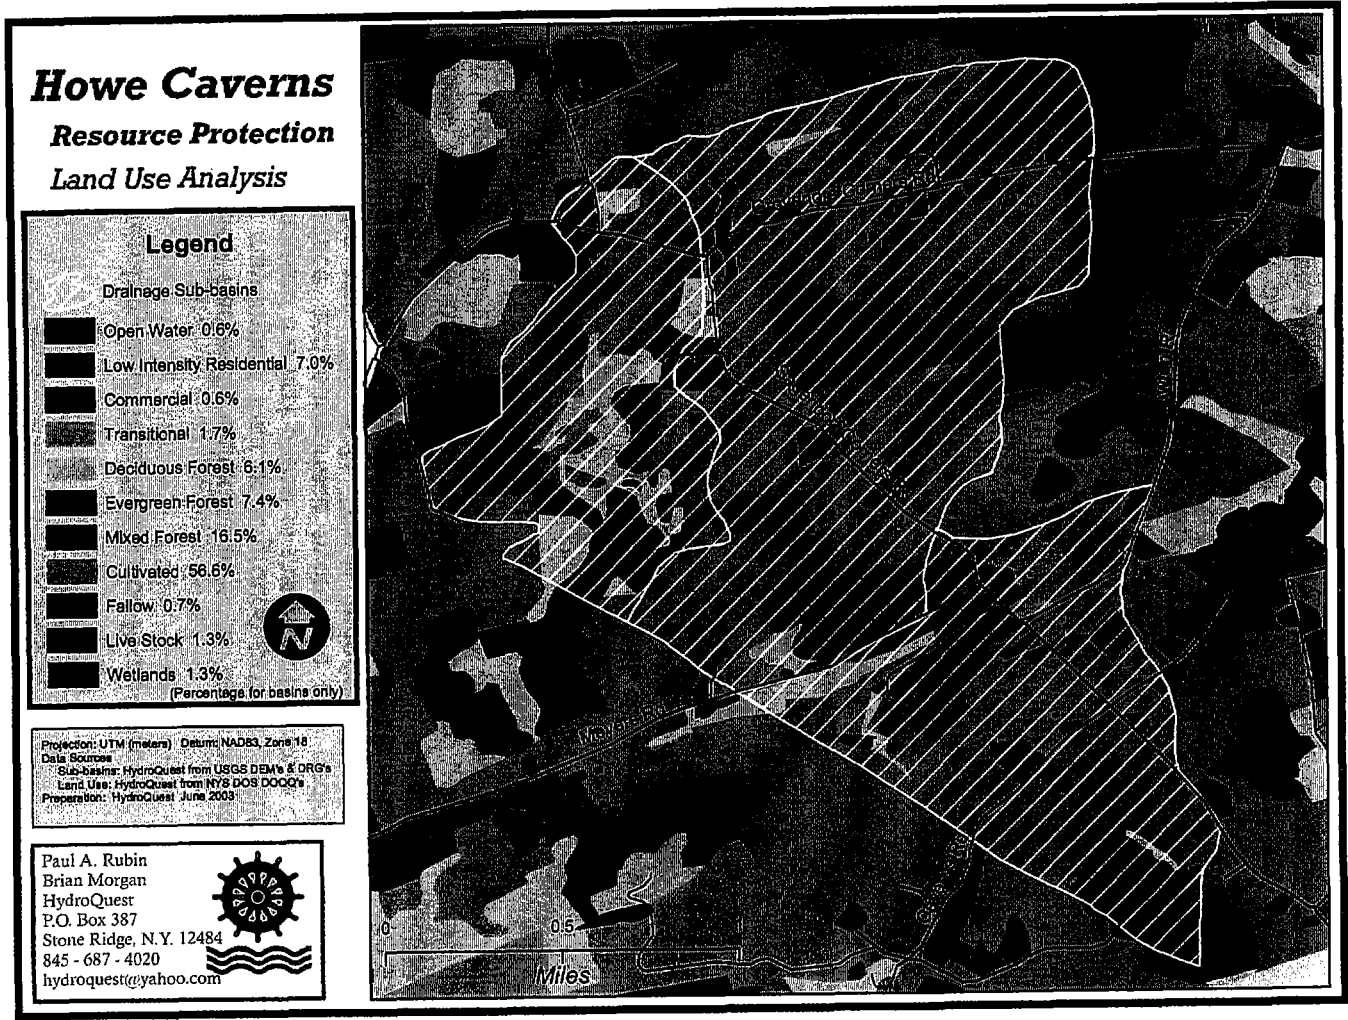 Howe Caverns
Resource Protection
Land Use Analysis
Legend
Drainage Sub-basins
Open Water 0.6%
Low Intensity Residential 7.0%
Commercial 0.6%
Transitional 1.7%
Deciduous Forest 6.1%
Evergreen Forest 7.4%
Mixed Forest 16.5%
Cultivated 56.6%
Fallow 0.7%
Live Stock 1.3%
Wetlands 1.3%
(Percentage for basins only)
N
Projection: UTM (meters) Datum: NAD83, Zone 18
Data Sources
Sub-basins: HydroQuest from USGS DEM's & DRG's
Land Use: HydroQuest from NYS DOS DOQQ's
Preparation: HydroQuest June 2003
Paul A. Rubin
Brian Morgan
HydroQuest
P.O. Box 387
Stone Ridge, N.Y. 12484
845 - 687 - 4020
hydroquest@yahoo.com
0
0.5
Miles